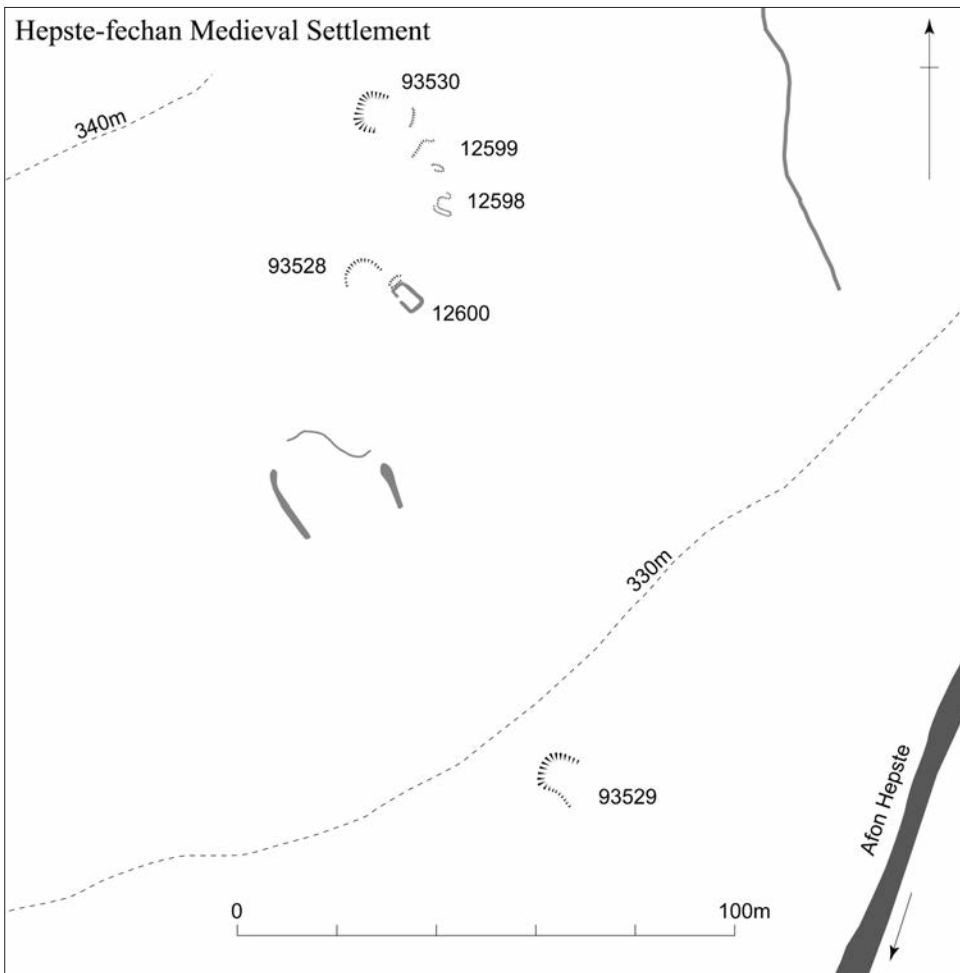 Hepste-fechan Medieval Settlement
93530
340m
12599
12598
93528
12600
330m
93529
Afon Hepste
0
100m